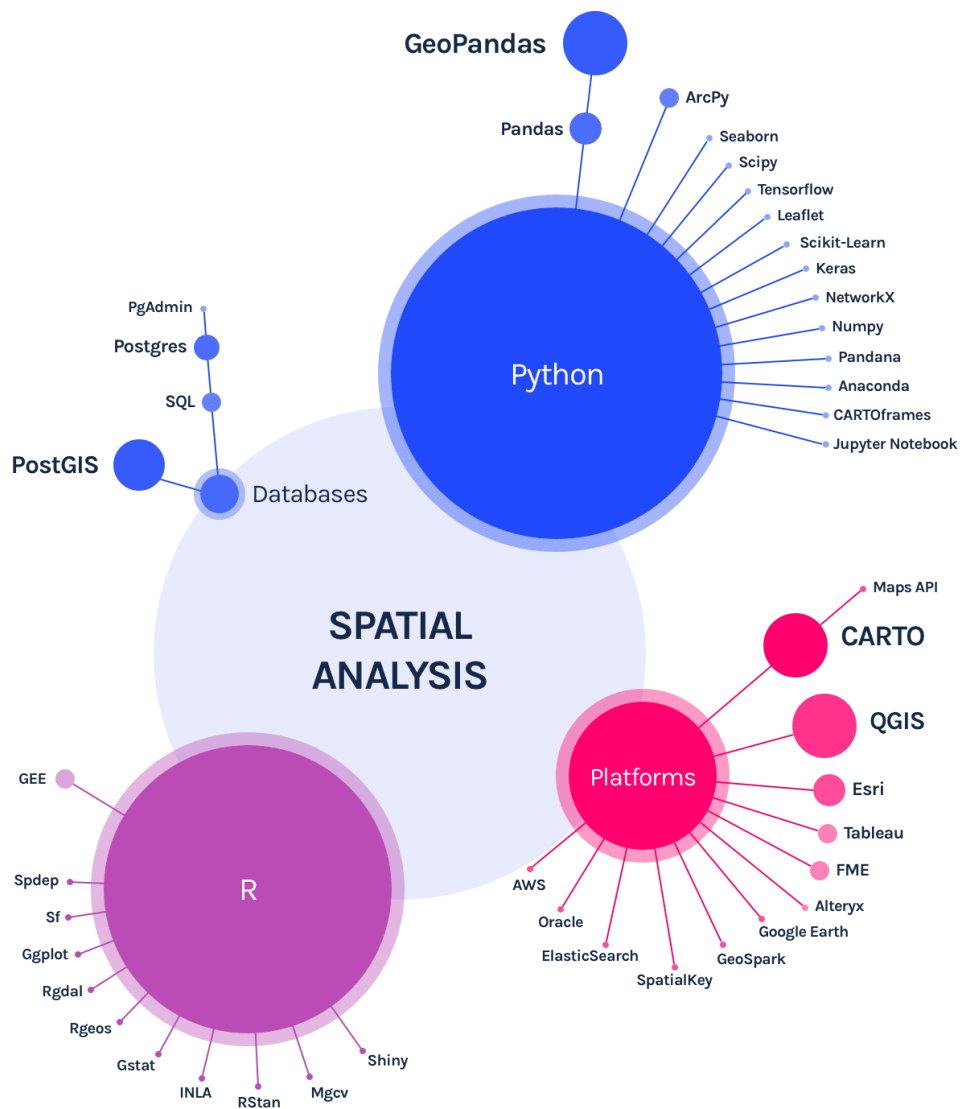 GeoPandas
ArcPy
Pandas
Seaborn
Scipy
Tensorflow
Leaflet
Scikit-Learn
Keras
NetworkX
Numpy
Pandana
Anaconda
CARTOframes
Jupyter Notebook
Python
PgAdmin
Postgres
SQL
PostGIS
Databases
SPATIAL
ANALYSIS
Maps API
CARTO
QGIS
Platforms
Esri
Tableau
FME
Alteryx
Google Earth
GeoSpark
SpatialKey
ElasticSearch
Oracle
AWS
GEE
R
Spdep
Sf
Ggplot
Rgdal
Rgeos
Gstat
INLA
RStan
Mgcv
Shiny